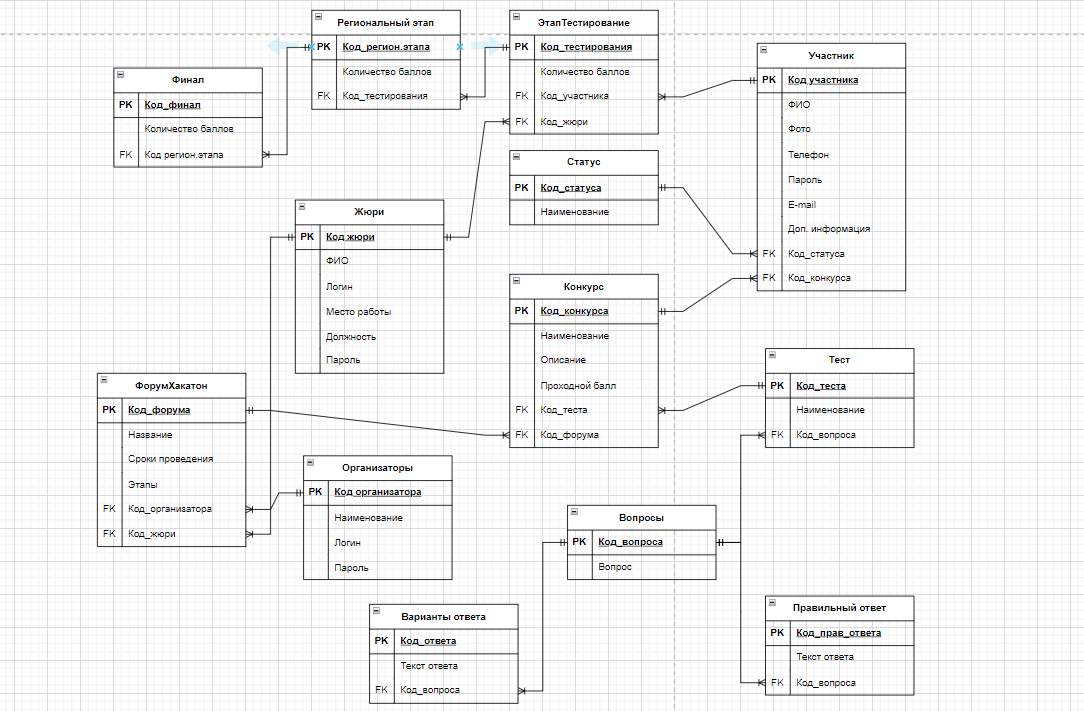 Региональный этап
PK Код_регион.этапа
Количество баллов
FK Код_тестирования
ЭтапТестирование
PK Код_тестирования
Количество баллов
FK Код_участника
FK Код_жюри
Участник
PK Код участника
ФИО
Фото
Телефон
Пароль
E-mail
Доп. информация
FK Код_статуса
FK Код_конкурса
Финал
PK Код_финал
Количество баллов
FK Код регион.этапа
Статус
PK Код_статуса
Наименование
Жюри
PK Код жюри
ФИО
Логин
Место работы
Должность
Пароль
Конкурс
PK Код_конкурса
Наименование
Описание
Проходной балл
FK Код_теста
FK Код_форума
Тест
PK Код_теста
Наименование
FK Код_вопроса
ФорумХакатон
PK Код_форума
Название
Сроки проведения
Этапы
FK Код_организатора
FK Код_жюри
Организаторы
PK Код организатора
Наименование
Логин
Пароль
Вопросы
PK Код_вопроса
Вопрос
Варианты ответа
PK Код_ответа
Текст ответа
FK Код_вопроса
Правильный ответ
PK Код_прав_ответа
Текст ответа
FK Код_вопроса